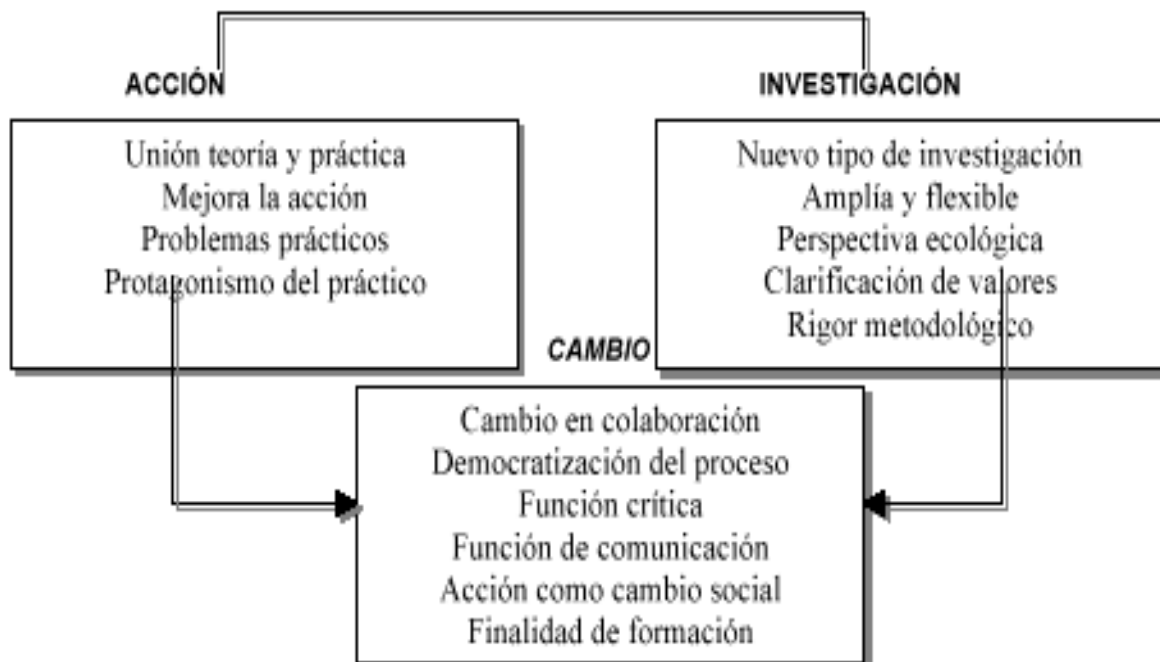 ACCIÓN
Unión teoría y práctica
Mejora la acción
Problemas prácticos
Protagonismo del práctico
INVESTIGACIÓN
Nuevo tipo de investigación
Amplía y flexible
Perspectiva ecológica
Clarificación de valores
Rigor metodológico
CAMBIO
Cambio en colaboración
Democratización del proceso
Función crítica
Función de comunicación
Acción como cambio social
Finalidad de formación